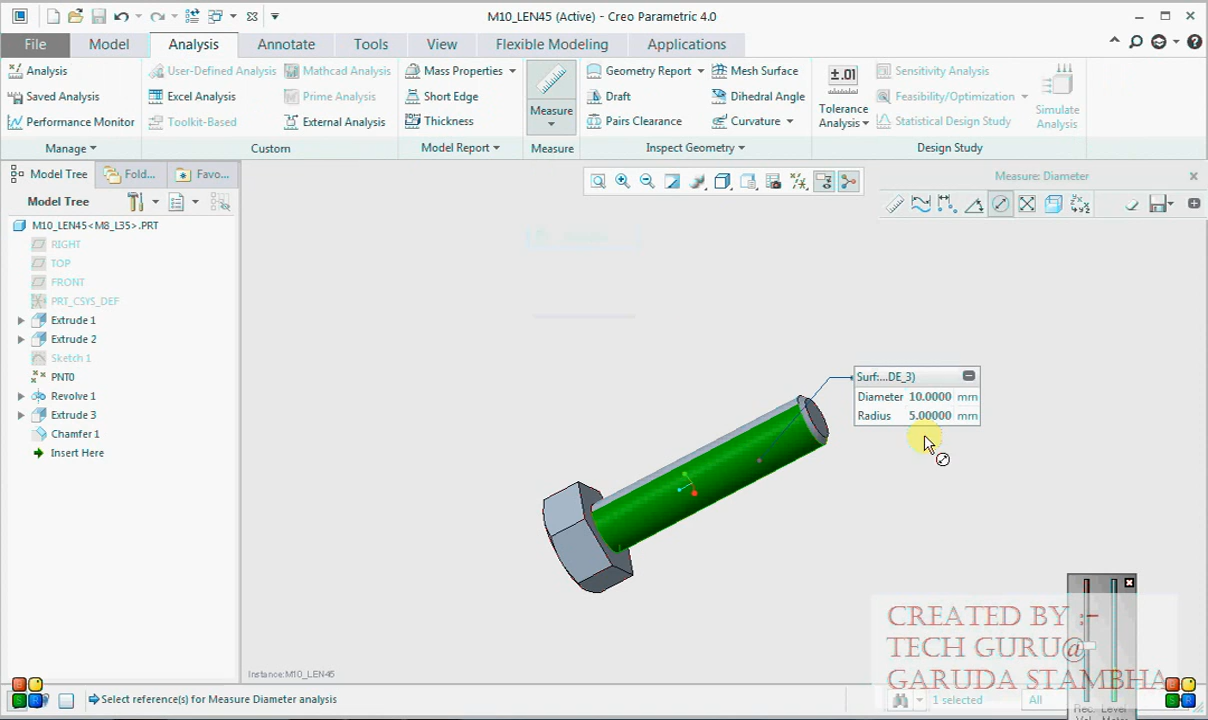 M10_LEN45 (Active) - Creo Parametric 4.0
File Model Analysis Annotate Tools View Flexible Modeling Applications
Analysis User-Defined Analysis Mathcad Analysis Mass Properties Geometry Report Mesh Surface Sensitivity Analysis
Saved Analysis Excel Analysis Prime Analysis Short Edge Draft Dihedral Angle Feasibility/Optimization
Performance Monitor Toolkit-Based External Analysis Thickness Pairs Clearance Curvature Statistical Design Study
Measure
±.01
Tolerance Analysis
Simulate Analysis
Manage Custom Model Report Measure Inspect Geometry Design Study
Model Tree Fold... Favo...
Measure: Diameter
Model Tree
M10_LEN45<M8_L35>.PRT
RIGHT
TOP
FRONT
PRT_CSYS_DEF
Extrude 1
Extrude 2
Sketch 1
PNT0
Revolve 1
Extrude 3
Chamfer 1
Insert Here
Surf:...DE_3)
Diameter 10.0000 mm
Radius 5.00000 mm
CREATED BY :-
TECH GURU@
GARUDA STAMBHA
Instance:M10_LEN45
Select reference(s) for Measure Diameter analysis
1 selected
All
Rec. Level